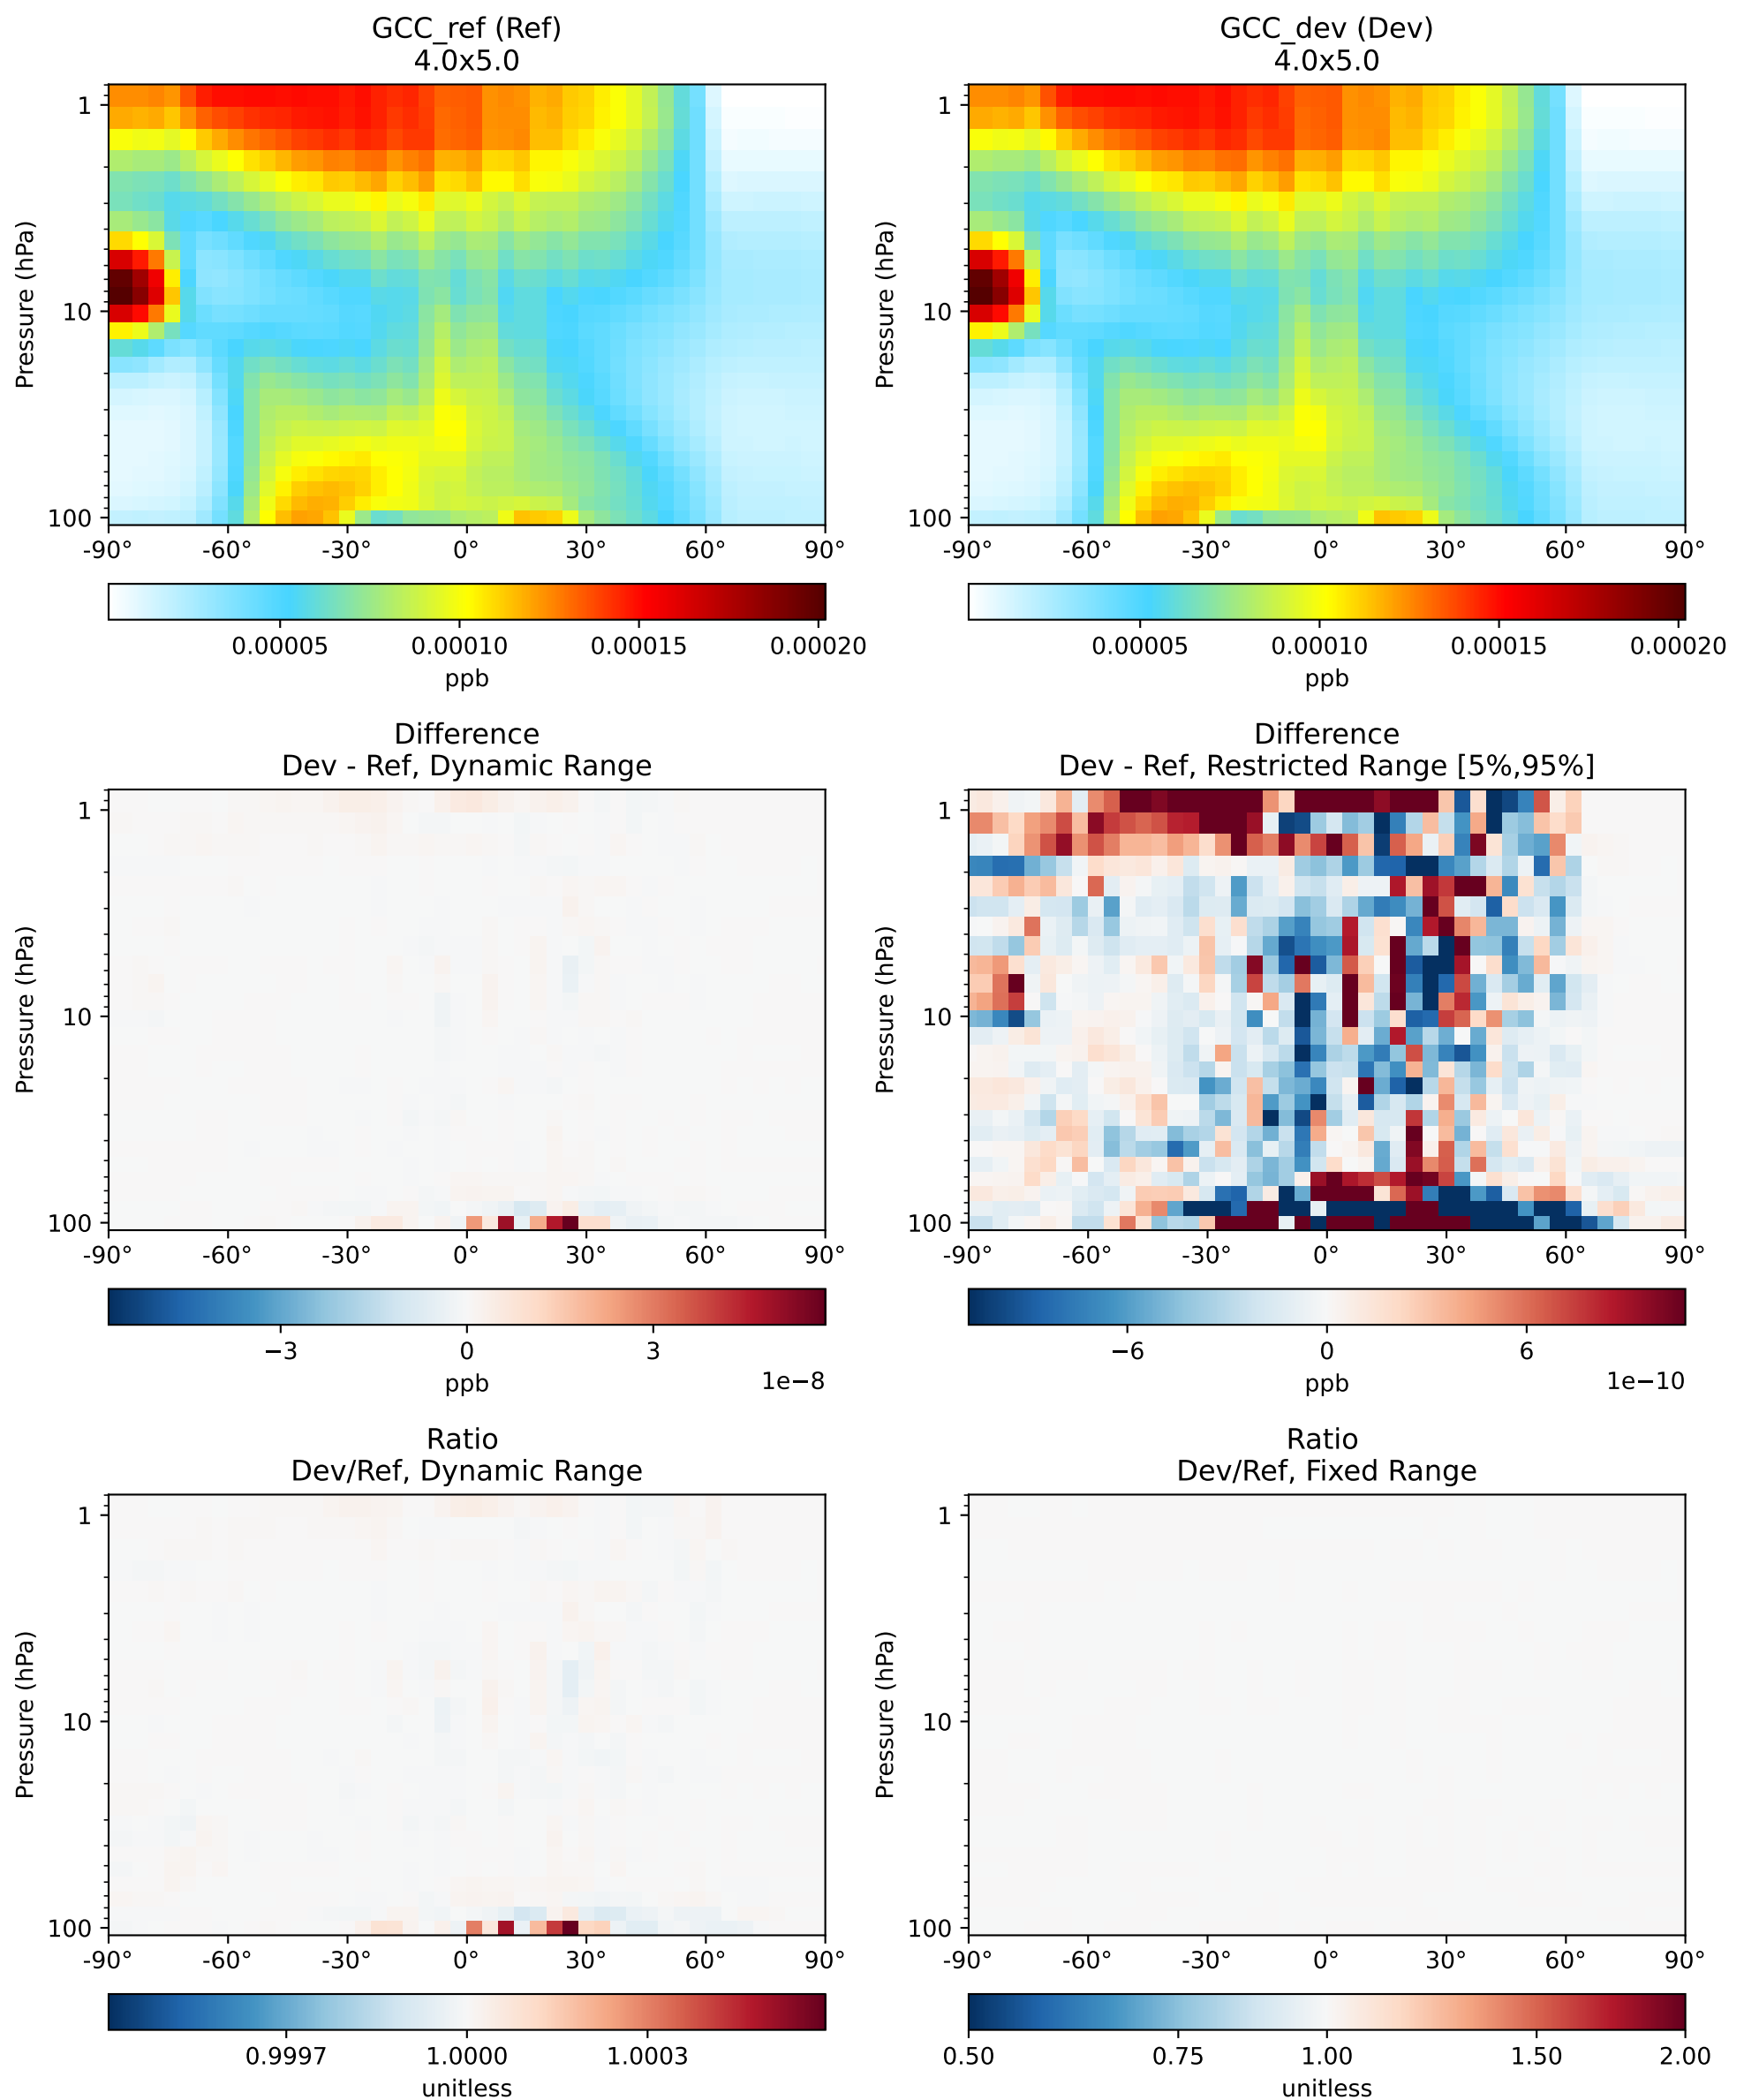 GCC_ref (Ref)
4.0x5.0
GCC_dev (Dev)
4.0x5.0
Pressure (hPa)
1
10
100
-90° -60° -30° 0° 30° 60° 90°
0.00005 0.00010 0.00015 0.00020
ppb
Pressure (hPa)
1
10
100
-90° -60° -30° 0° 30° 60° 90°
0.00005 0.00010 0.00015 0.00020
ppb
Difference
Dev - Ref, Dynamic Range
Pressure (hPa)
1
10
100
-90° -60° -30° 0° 30° 60° 90°
−3 0 3
ppb
1e−8
Difference
Dev - Ref, Restricted Range [5%,95%]
Pressure (hPa)
1
10
100
-90° -60° -30° 0° 30° 60° 90°
−6 0 6
ppb
1e−10
Ratio
Dev/Ref, Dynamic Range
Pressure (hPa)
1
10
100
-90° -60° -30° 0° 30° 60° 90°
0.9997 1.0000 1.0003
unitless
Ratio
Dev/Ref, Fixed Range
Pressure (hPa)
1
10
100
-90° -60° -30° 0° 30° 60° 90°
0.50 0.75 1.00 1.50 2.00
unitless